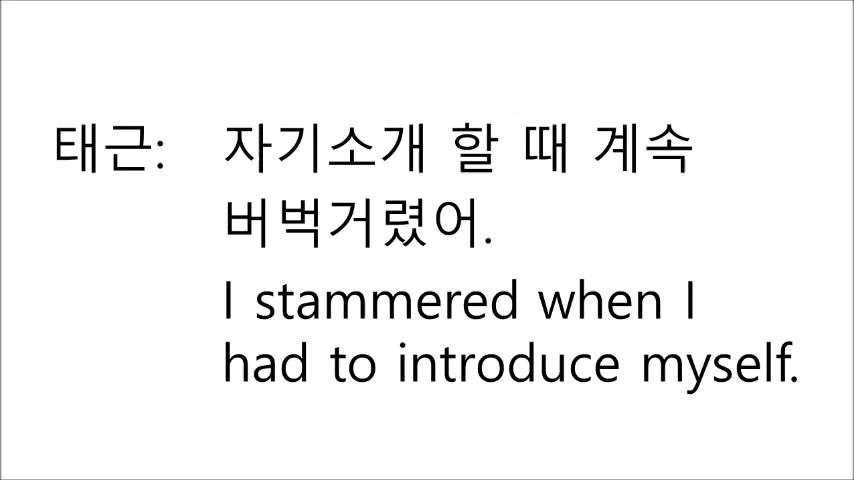 태근: 자기소개 할 때 계속
버벅거렸어.
I stammered when I
had to introduce myself.